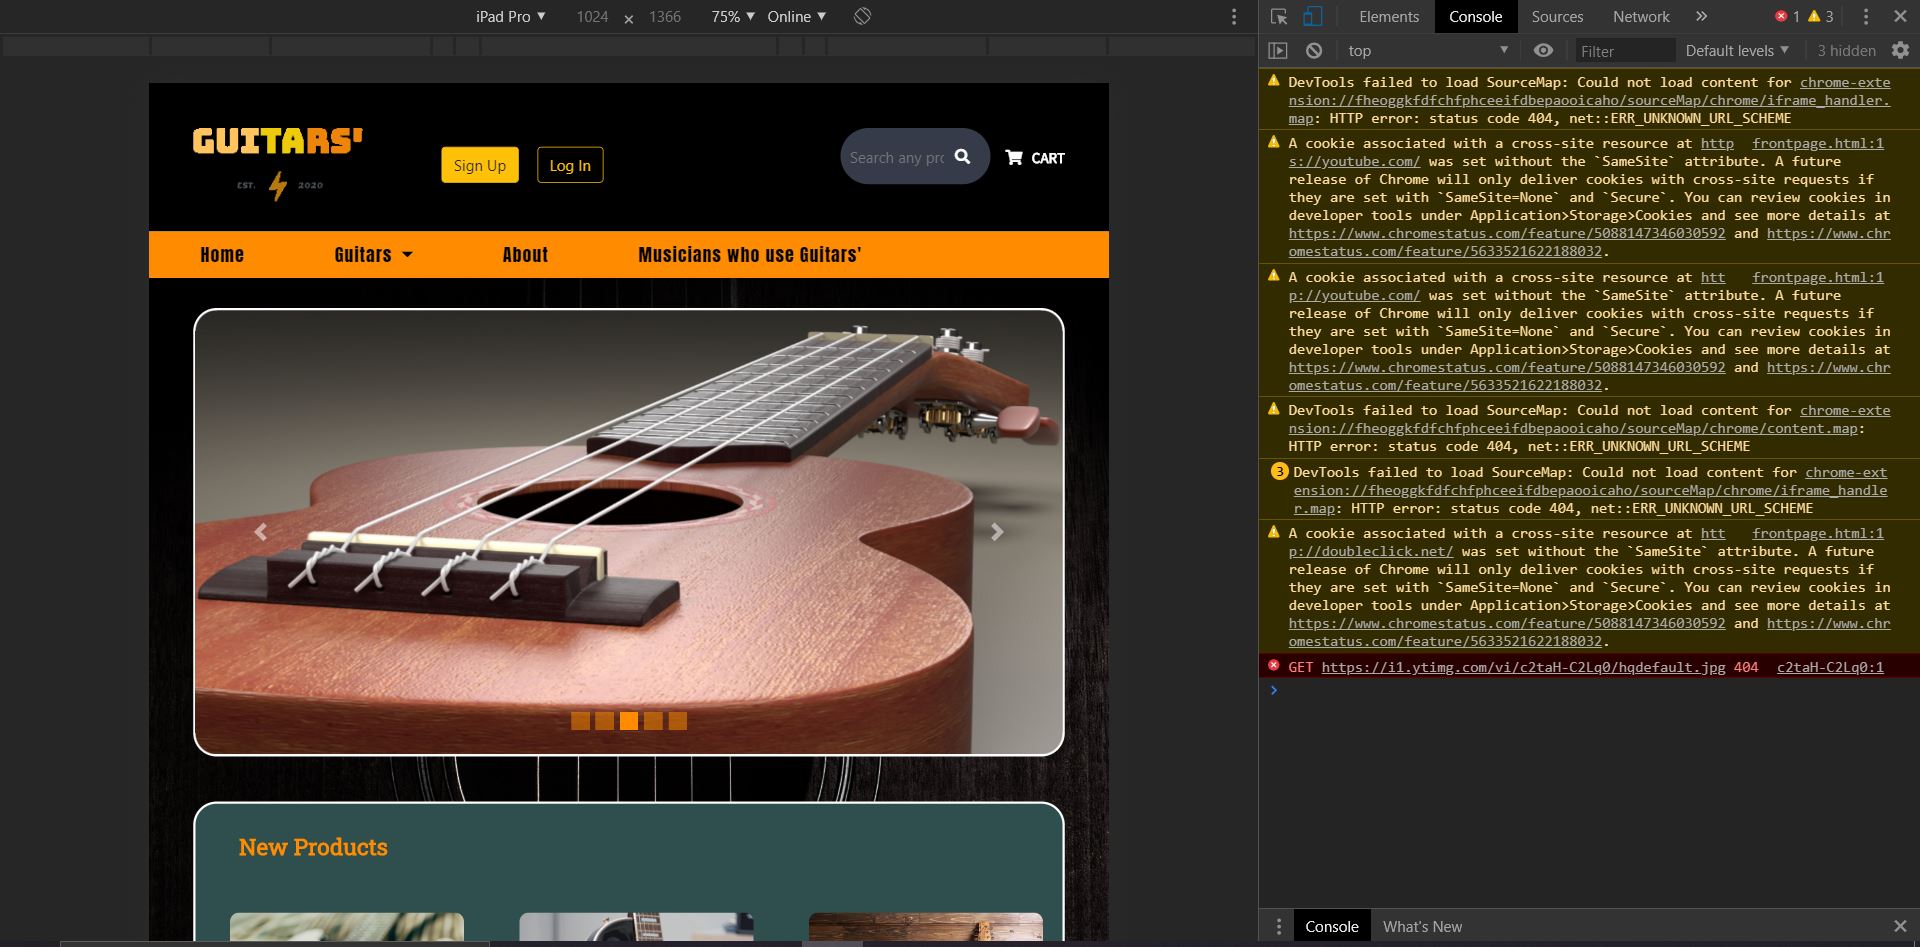 iPad Pro ▼ 1024 × 1366 75% ▼ Online ▼
Elements Console Sources Network » 1 3
top ▼ Filter Default levels ▼ 3 hidden
GUITARS'
EST. 2020
Sign Up Log In
Search any pro
CART
Home Guitars About Musicians who use Guitars'
New Products
DevTools failed to load SourceMap: Could not load content for chrome-exte
nsion://fheoggkfdfchfphceeifdbepaooicaho/sourceMap/chrome/iframe_handler.
map: HTTP error: status code 404, net::ERR_UNKNOWN_URL_SCHEME
A cookie associated with a cross-site resource at http frontpage.html:1
s://youtube.com/ was set without the `SameSite` attribute. A future
release of Chrome will only deliver cookies with cross-site requests if
they are set with `SameSite=None` and `Secure`. You can review cookies in
developer tools under Application>Storage>Cookies and see more details at
https://www.chromestatus.com/feature/5088147346030592 and https://www.chr
omestatus.com/feature/5633521622188032.
A cookie associated with a cross-site resource at htt frontpage.html:1
p://youtube.com/ was set without the `SameSite` attribute. A future
release of Chrome will only deliver cookies with cross-site requests if
they are set with `SameSite=None` and `Secure`. You can review cookies in
developer tools under Application>Storage>Cookies and see more details at
https://www.chromestatus.com/feature/5088147346030592 and https://www.chr
omestatus.com/feature/5633521622188032.
DevTools failed to load SourceMap: Could not load content for chrome-exte
nsion://fheoggkfdfchfphceeifdbepaooicaho/sourceMap/chrome/content.map:
HTTP error: status code 404, net::ERR_UNKNOWN_URL_SCHEME
3 DevTools failed to load SourceMap: Could not load content for chrome-ext
ension://fheoggkfdfchfphceeifdbepaooicaho/sourceMap/chrome/iframe_handle
r.map: HTTP error: status code 404, net::ERR_UNKNOWN_URL_SCHEME
A cookie associated with a cross-site resource at htt frontpage.html:1
p://doubleclick.net/ was set without the `SameSite` attribute. A future
release of Chrome will only deliver cookies with cross-site requests if
they are set with `SameSite=None` and `Secure`. You can review cookies in
developer tools under Application>Storage>Cookies and see more details at
https://www.chromestatus.com/feature/5088147346030592 and https://www.chr
omestatus.com/feature/5633521622188032.
GET https://i1.ytimg.com/vi/c2taH-C2Lq0/hqdefault.jpg 404 c2taH-C2Lq0:1
Console What's New